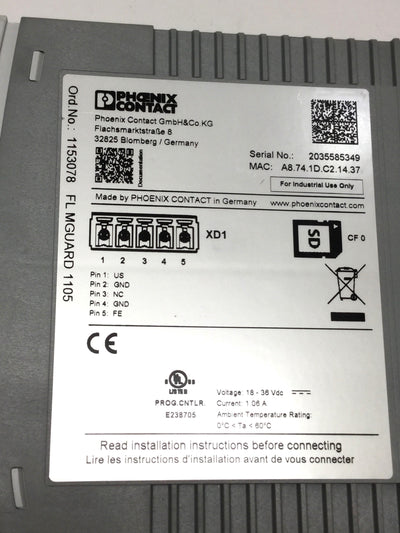 Ord.No.: 1153078 FL MGUARD 1105
PHŒNIX
CONTACT
Phoenix Contact GmbH&Co.KG
Flachsmarktstraße 8
32825 Blomberg / Germany
Documentation
Serial No.: 2035585349
MAC: A8.74.1D.C2.14.37
For Industrial Use Only
Made by PHOENIX CONTACT in Germany
www.phoenixcontact.com
XD1
1 2 3 4 5
SD
CF 0
Pin 1: US
Pin 2: GND
Pin 3: NC
Pin 4: GND
Pin 5: FE
CE
c UL us
LISTED
PROG.CNTLR.
E238705
Voltage: 18 - 36 Vdc
Current: 1.06 A
Ambient Temperature Rating:
0°C < Ta < 60°C
Read installation instructions before connecting
Lire les instructions d'installation avant de vous connecter